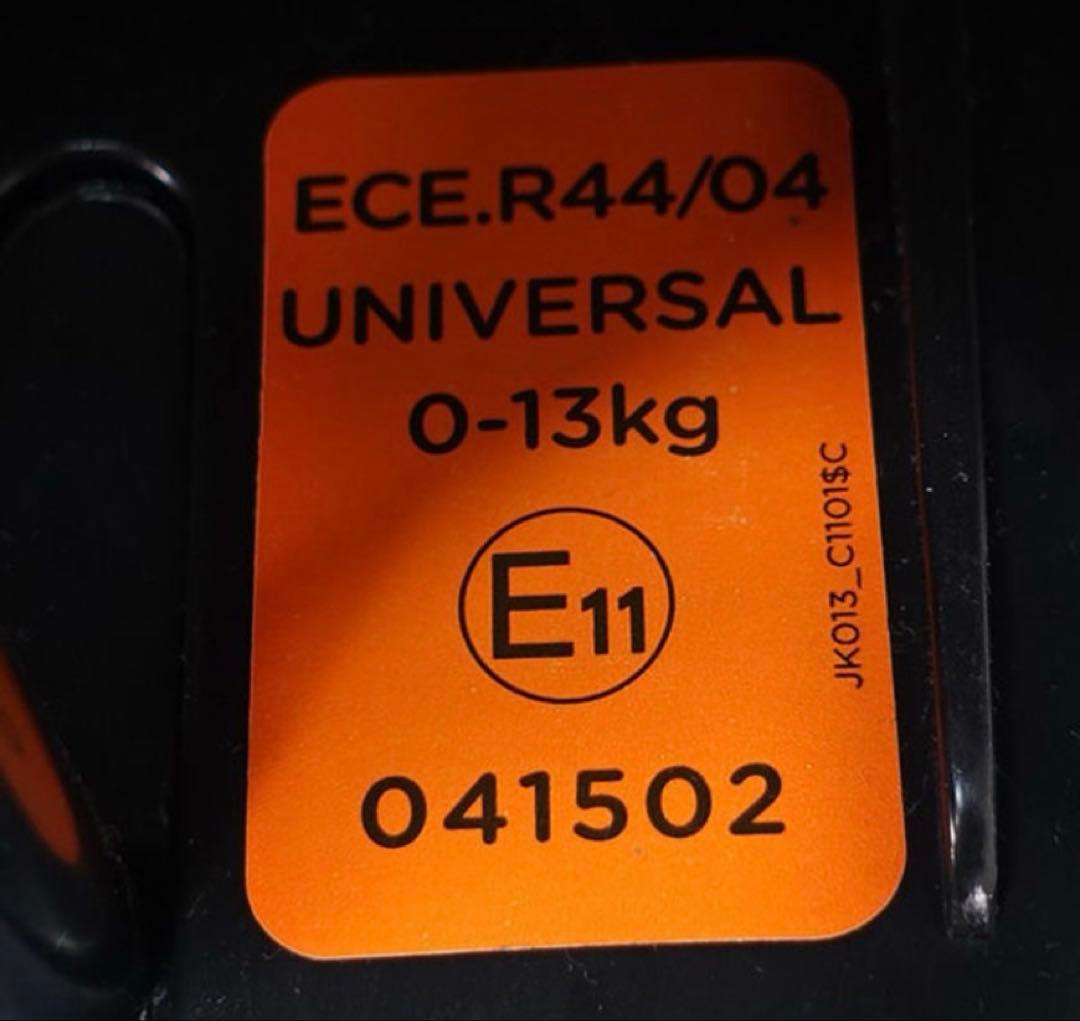 ECE.R44/04
UNIVERSAL
0-13kg
E11
JK013_C1101$C
041502